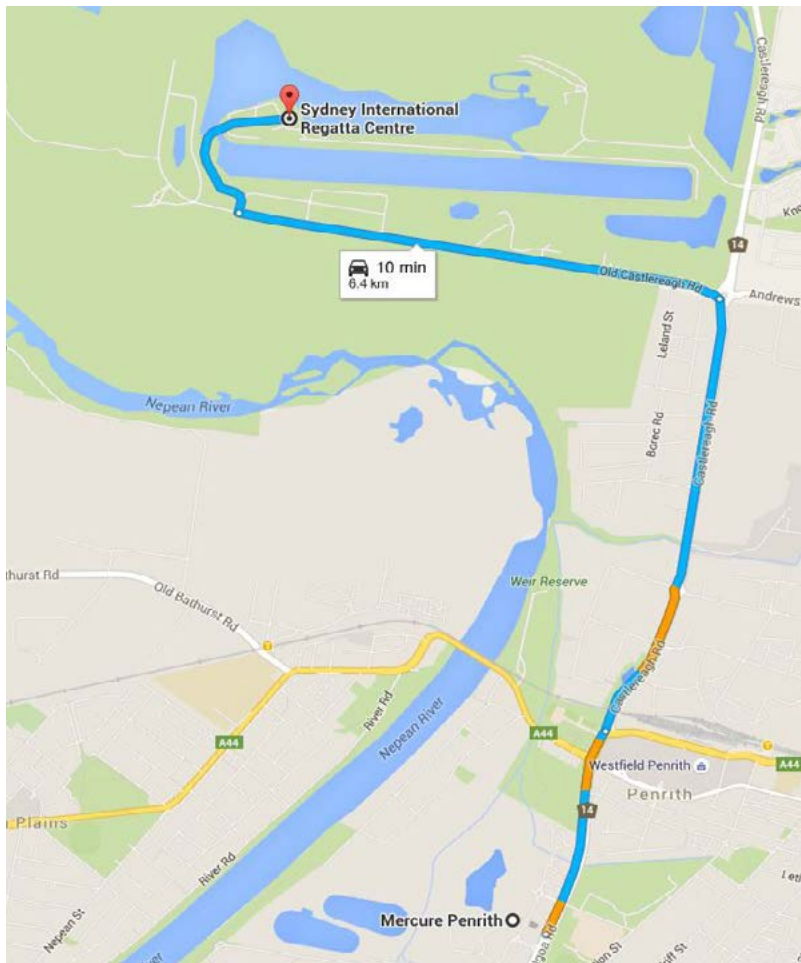 Castlereagh Rd
Sydney International
Regatta Centre
14
10 min
6.4 km
Old Castlereagh Rd
Andrews
Leland St
Nepean River
Borec Rd
Castlereagh Rd
Weir Reserve
Old Bathurst Rd
Castlereagh Rd
River Rd
Nepean River
A44
A44
Westfield Penrith
A44
Penrith
14
Plains
River Rd
Mercure Penrith
Nepean St